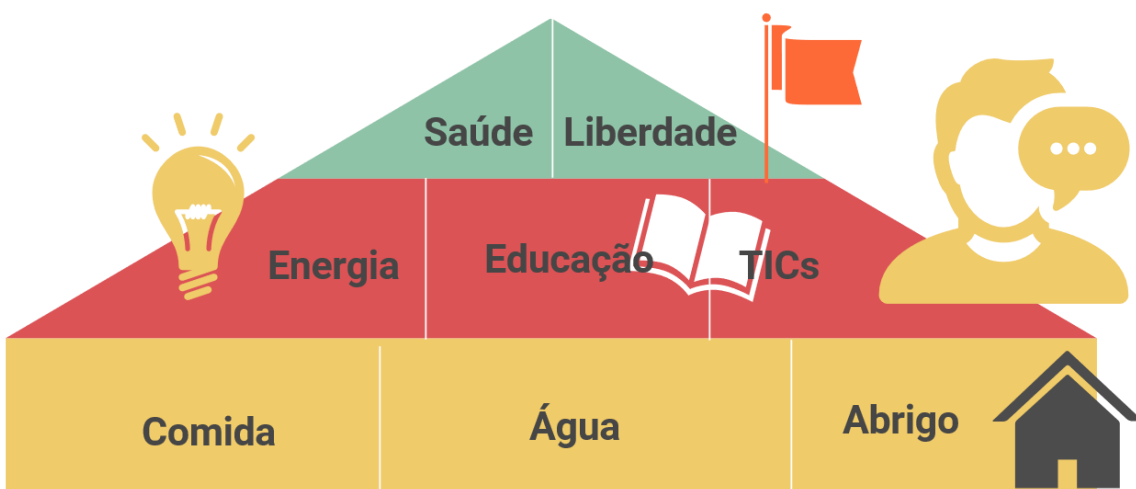 Saúde
Liberdade
Energia
Educação
TICs
Comida
Água
Abrigo